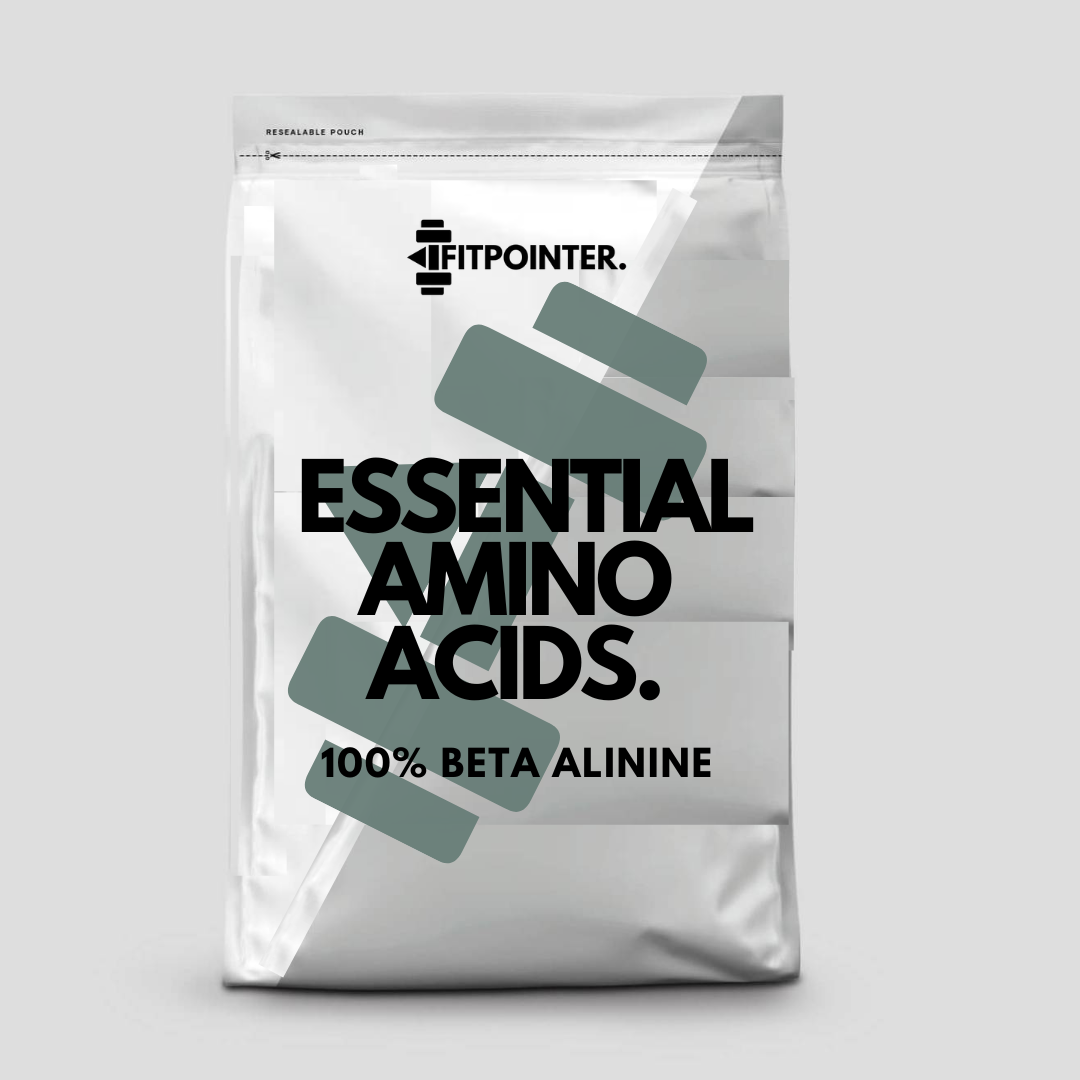 RESEALABLE POUCH
FITPOINTER.
ESSENTIAL
AMINO
ACIDS.
100% BETA ALININE